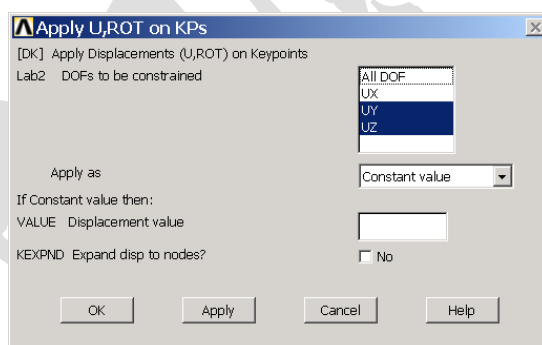 Apply U,ROT on KPs
[DK] Apply Displacements (U,ROT) on Keypoints
Lab2 DOFs to be constrained
All DOF
UX
UY
UZ
Apply as
Constant value
If Constant value then:
VALUE Displacement value
KEXPND Expand disp to nodes?
No
OK Apply Cancel Help